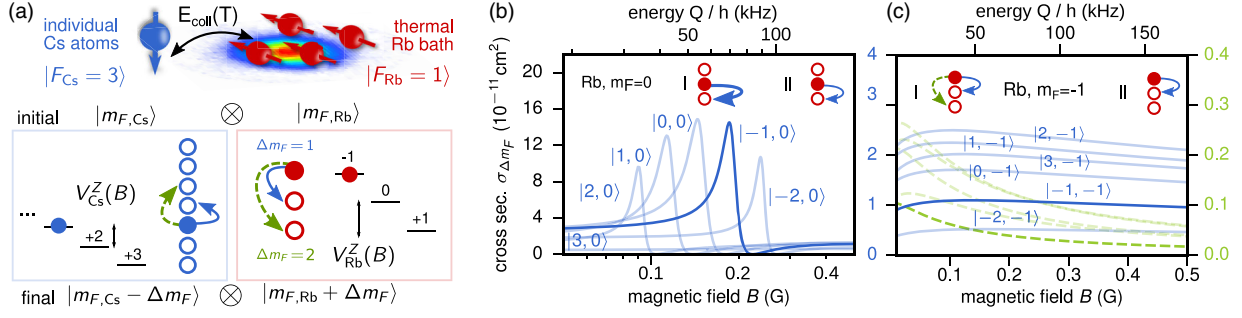 (a)
E_coll(T)
individual
Cs atoms
|F_Cs = 3⟩
thermal
Rb bath
|F_Rb = 1⟩
initial |m_F,Cs⟩ ⊗ |m_F,Rb⟩
V^Z_Cs(B)
...
+2
+3
Δm_F = 1
Δm_F = 2
-1
0
+1
V^Z_Rb(B)
final |m_F,Cs − Δm_F⟩ ⊗ |m_F,Rb + Δm_F⟩
(b)
energy Q / h (kHz)
50 100
cross sec. σ_Δm_F (10⁻¹¹cm²)
20
16
12
8
4
0
Rb, m_F=0
I
II
|0, 0⟩
|-1, 0⟩
|1, 0⟩
|2, 0⟩
|-2, 0⟩
|3, 0⟩
0.1 0.2 0.4
magnetic field B (G)
(c)
energy Q / h (kHz)
50 100 150
4
3
2
1
0
0.4
0.3
0.2
0.1
0.0
I
Rb, m_F=-1
II
|2, −1⟩
|1, −1⟩
|3, −1⟩
|0, −1⟩
|−1, −1⟩
|−2, −1⟩
0.1 0.2 0.3 0.4 0.5
magnetic field B (G)